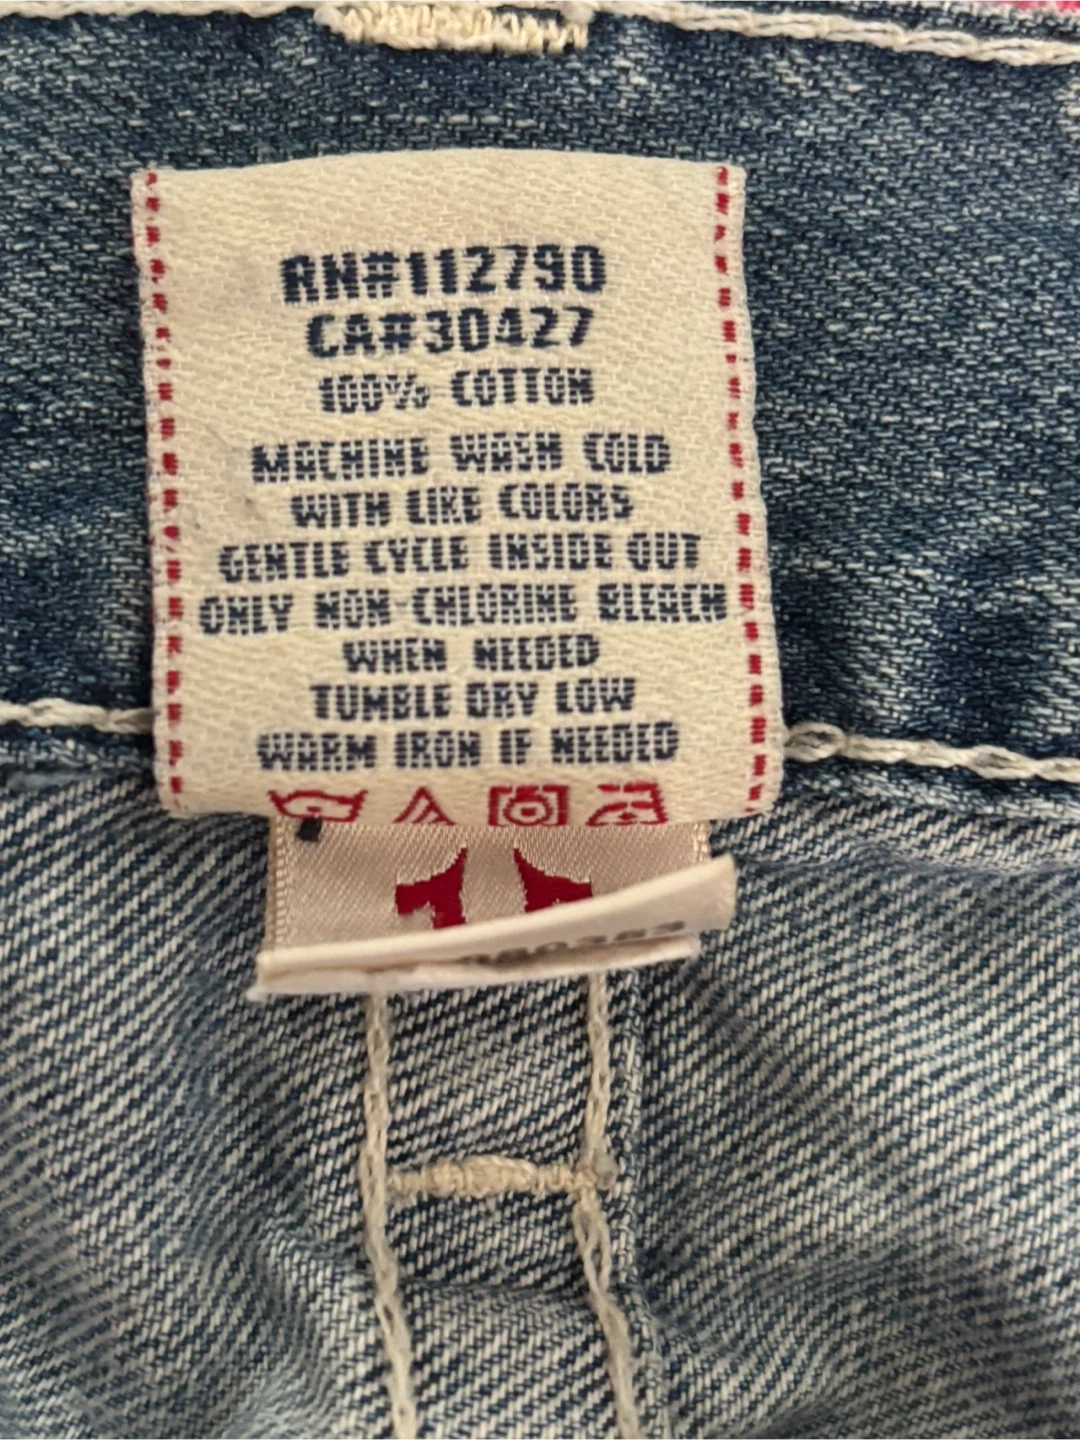 RN#112790
CA#30427
100% COTTON
MACHINE WASH COLD
WITH LIKE COLORS
GENTLE CYCLE INSIDE OUT
ONLY NON-CHLORINE BLEACH
WHEN NEEDED
TUMBLE DRY LOW
WARM IRON IF NEEDED